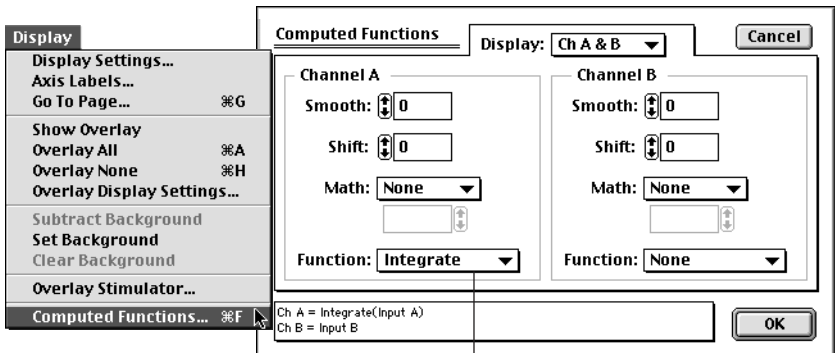 Display
Display Settings...
Axis Labels...
Go To Page... ⌘G
Show Overlay
Overlay All ⌘A
Overlay None ⌘H
Overlay Display Settings...
Subtract Background
Set Background
Clear Background
Overlay Stimulator...
Computed Functions... ⌘F
Computed Functions
Display: Ch A & B
Cancel
Channel A
Smooth: 0
Shift: 0
Math: None
Function: Integrate
Channel B
Smooth: 0
Shift: 0
Math: None
Function: None
Ch A = Integrate(Input A)
Ch B = Input B
OK